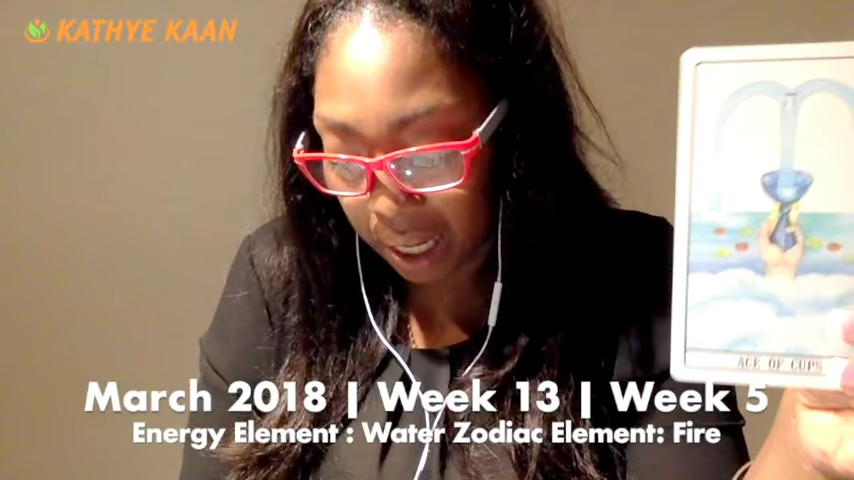 KATHYE KAAN
ACE OF CUPS
March 2018 | Week 13 | Week 5
Energy Element : Water Zodiac Element: Fire